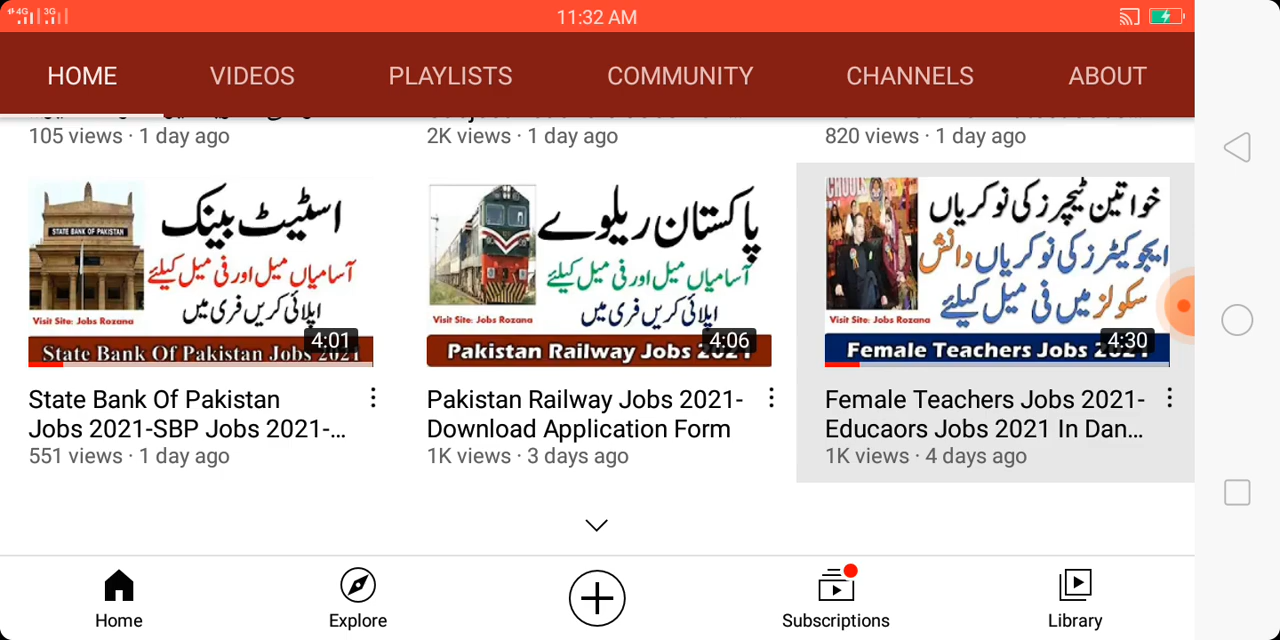 4G 3G
11:32 AM
HOME VIDEOS PLAYLISTS COMMUNITY CHANNELS ABOUT
105 views · 1 day ago
2K views · 1 day ago
820 views · 1 day ago
STATE BANK OF PAKISTAN
اسٹیٹ بینک
آسامیاں میل اور فی میل کیلئے
اپلائی کریں فری میں
Visit Site: Jobs Rozana
4:01
State Bank Of Pakistan Jobs 2021
State Bank Of Pakistan
Jobs 2021-SBP Jobs 2021-...
551 views · 1 day ago
پاکستان ریلوے
آسامیاں میل اور فی میل کیلئے
اپلائی کریں فری میں
Visit Site: Jobs Rozana
4:06
Pakistan Railway Jobs 2021
Pakistan Railway Jobs 2021-
Download Application Form
1K views · 3 days ago
خواتین ٹیچرز کی نوکریاں
ایجوکیٹرز کی نوکریاں دانش
سکولز میں فی میل کیلئے
Visit Site: Jobs Rozana
4:30
Female Teachers Jobs 2021
Female Teachers Jobs 2021-
Educaors Jobs 2021 In Dan...
1K views · 4 days ago
Home Explore Subscriptions Library